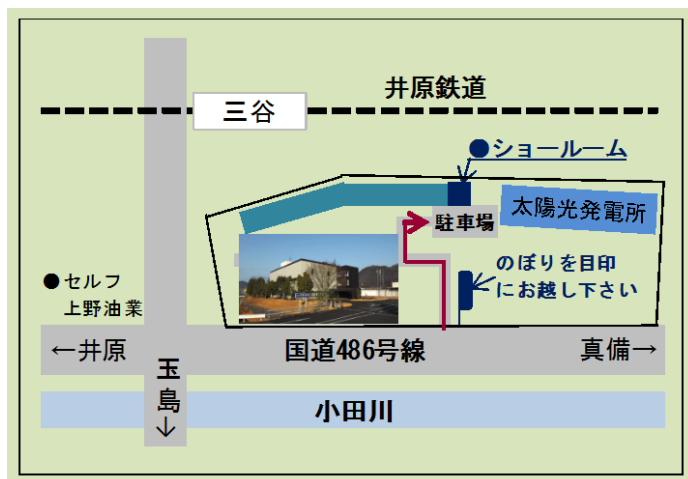 井原鉄道
三谷
●ショールーム
太陽光発電所
駐車場
のぼりを目印
にお越し下さい
●セルフ
上野油業
←井原
国道486号線
真備→
玉島↓
小田川